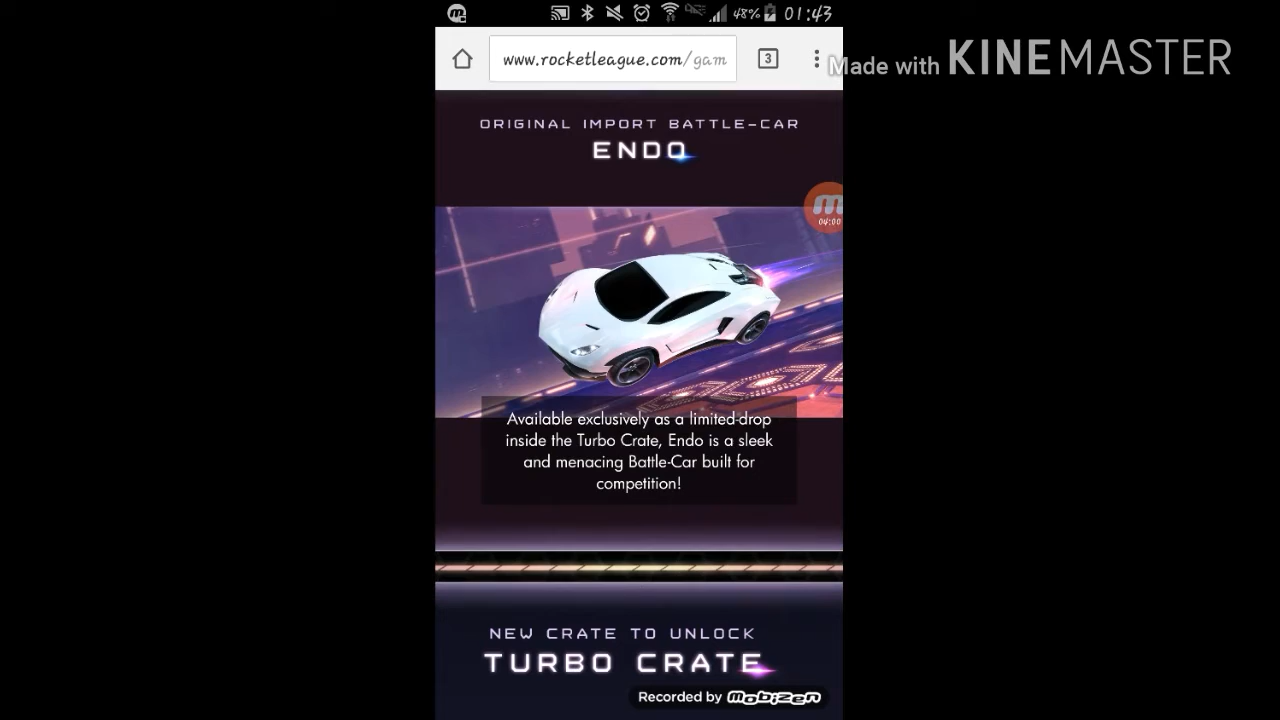 48% 01:43
www.rocketleague.com/gam
3
Made with KINEMASTER
ORIGINAL IMPORT BATTLE-CAR
ENDO
04:00
Available exclusively as a limited-drop
inside the Turbo Crate, Endo is a sleek
and menacing Battle-Car built for
competition!
NEW CRATE TO UNLOCK
TURBO CRATE
Recorded by mobizen